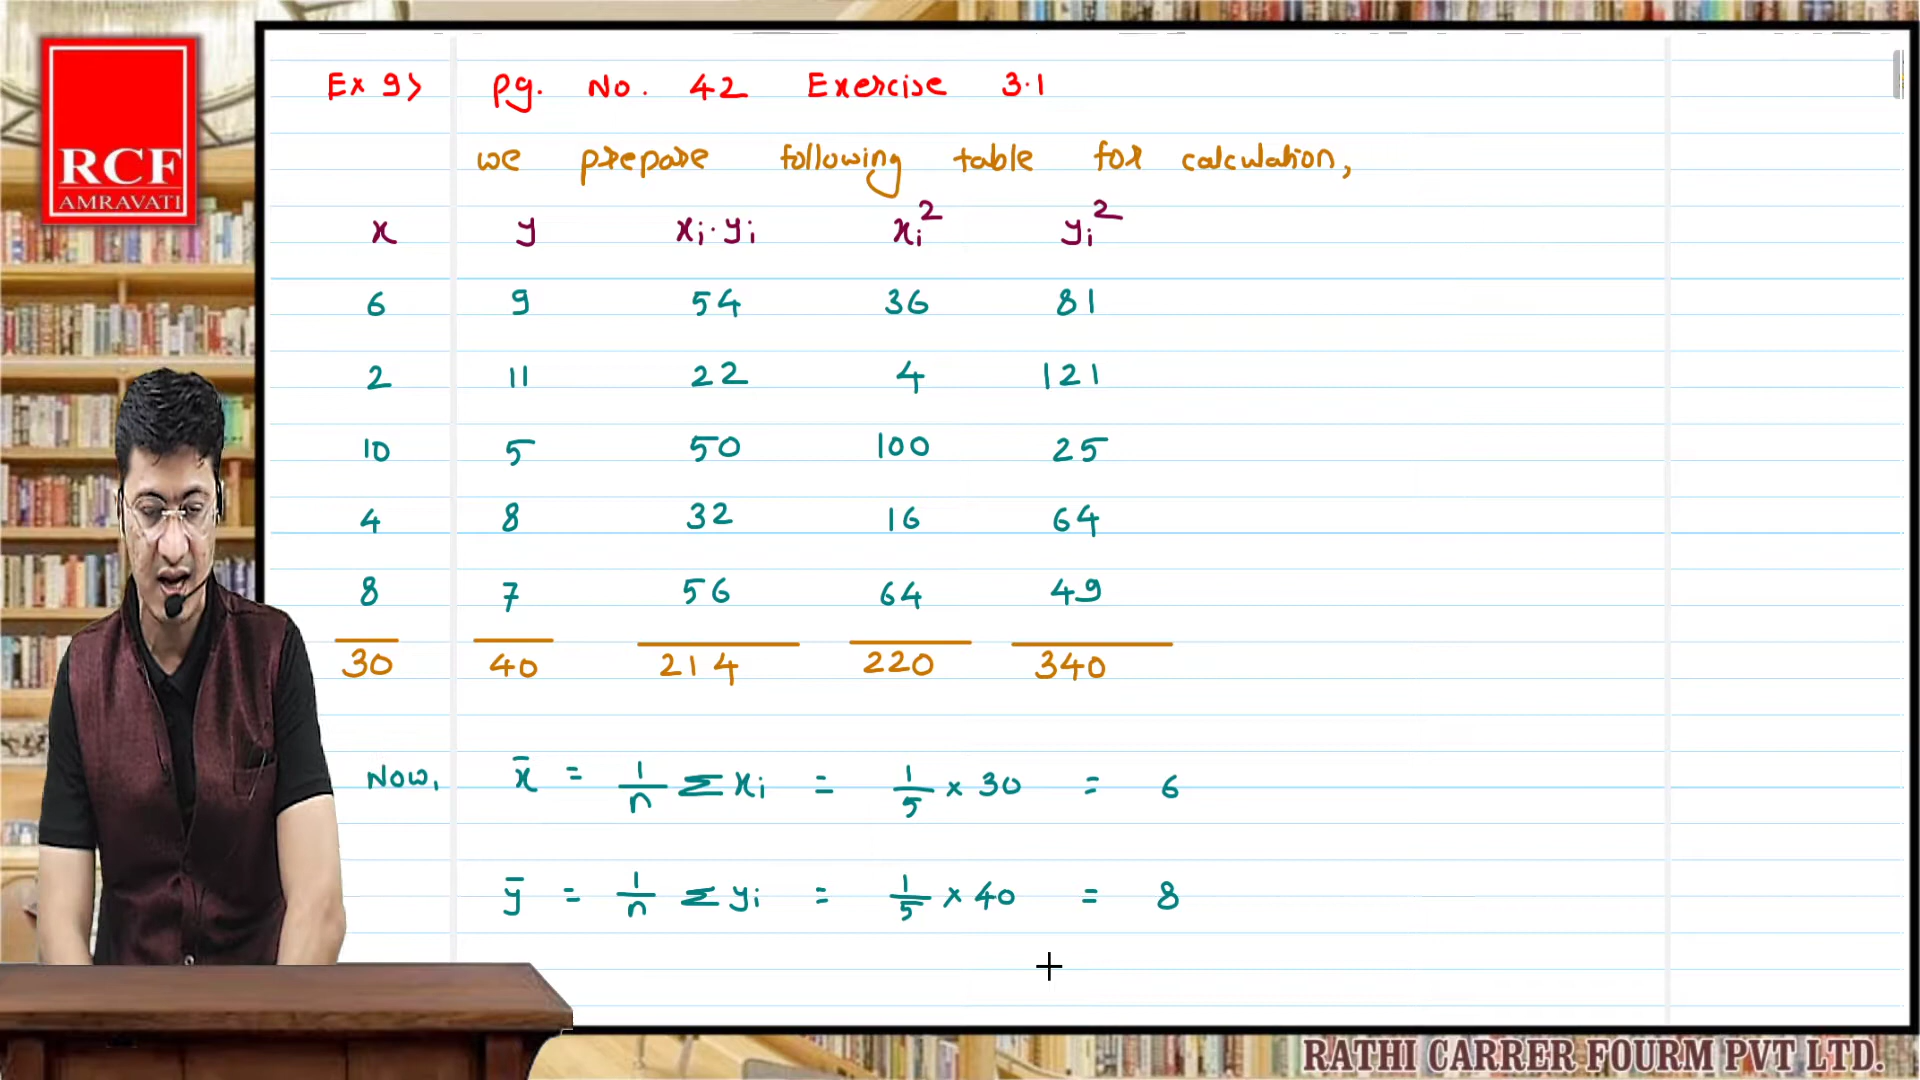 RCF
AMRAVATI
Ex 9> Pg. No. 42 Exercise 3.1
we prepare following table for calculation,
x y xi·yi xi² yi²
6 9 54 36 81
2 11 22 4 121
10 5 50 100 25
4 8 32 16 64
8 7 56 64 49
30 40 214 220 340
Now, x̄ = 1/n Σ xi = 1/5 × 30 = 6
ȳ = 1/n Σ yi = 1/5 × 40 = 8
RATHI CARRER FOURM PVT LTD.